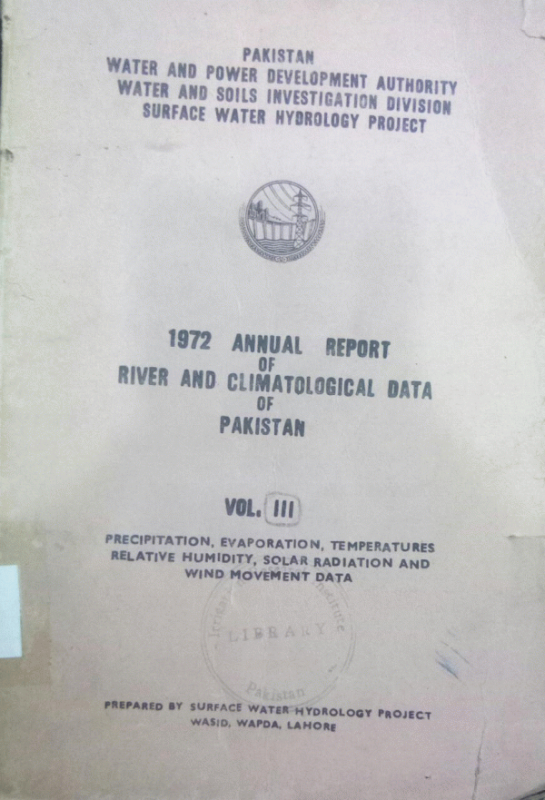 PAKISTAN
WATER AND POWER DEVELOPMENT AUTHORITY
WATER AND SOILS INVESTIGATION DIVISION
SURFACE WATER HYDROLOGY PROJECT
1972 ANNUAL REPORT
OF
RIVER AND CLIMATOLOGICAL DATA
OF
PAKISTAN
VOL. III
PRECIPITATION, EVAPORATION, TEMPERATURES
RELATIVE HUMIDITY, SOLAR RADIATION AND
WIND MOVEMENT DATA
Institute
LIBRARY
Pakistan
PREPARED BY SURFACE WATER HYDROLOGY PROJECT
WASID, WAPDA, LAHORE